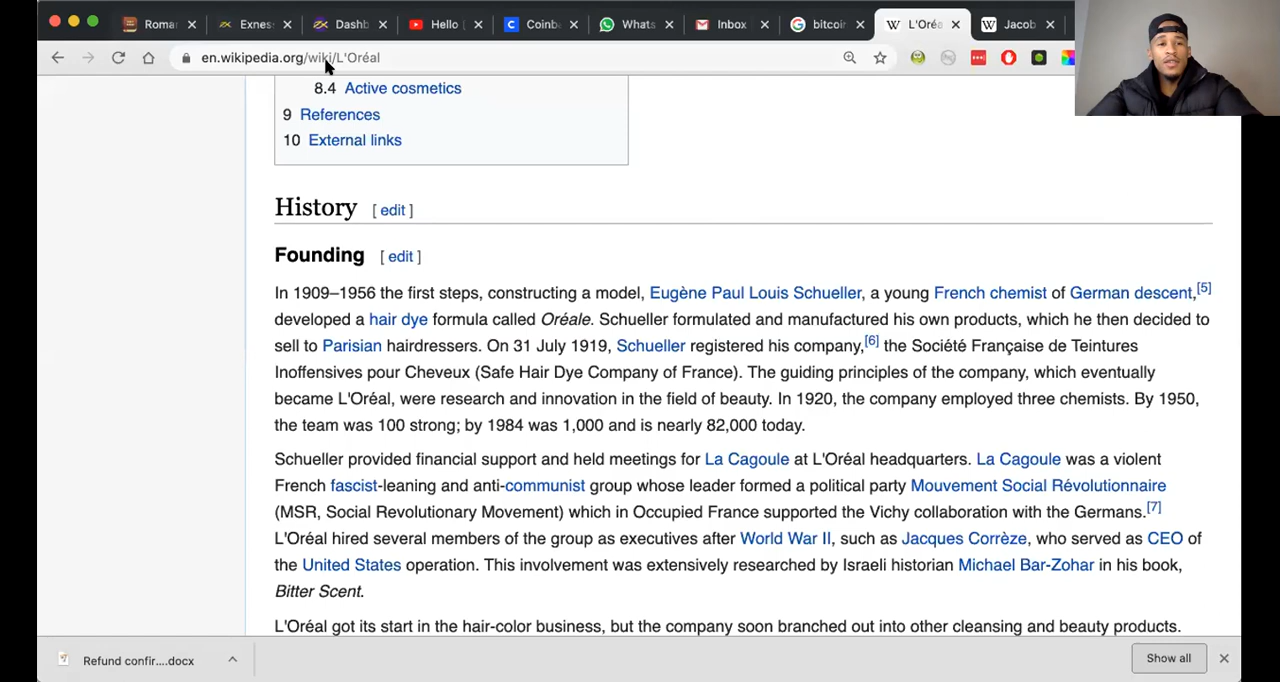 Romar
Exness
Dashb
Hello
Coinb
Whats
Inbox
bitcoir
L'Oréa
Jacob
en.wikipedia.org/wiki/L'Oréal
8.4 Active cosmetics
9 References
10 External links
History [ edit ]
Founding [ edit ]
In 1909–1956 the first steps, constructing a model, Eugène Paul Louis Schueller, a young French chemist of German descent,[5]
developed a hair dye formula called Oréale. Schueller formulated and manufactured his own products, which he then decided to
sell to Parisian hairdressers. On 31 July 1919, Schueller registered his company,[6] the Société Française de Teintures
Inoffensives pour Cheveux (Safe Hair Dye Company of France). The guiding principles of the company, which eventually
became L'Oréal, were research and innovation in the field of beauty. In 1920, the company employed three chemists. By 1950,
the team was 100 strong; by 1984 was 1,000 and is nearly 82,000 today.
Schueller provided financial support and held meetings for La Cagoule at L'Oréal headquarters. La Cagoule was a violent
French fascist-leaning and anti-communist group whose leader formed a political party Mouvement Social Révolutionnaire
(MSR, Social Revolutionary Movement) which in Occupied France supported the Vichy collaboration with the Germans.[7]
L'Oréal hired several members of the group as executives after World War II, such as Jacques Corrèze, who served as CEO of
the United States operation. This involvement was extensively researched by Israeli historian Michael Bar-Zohar in his book,
Bitter Scent.
L'Oréal got its start in the hair-color business, but the company soon branched out into other cleansing and beauty products.
Refund confir....docx
Show all